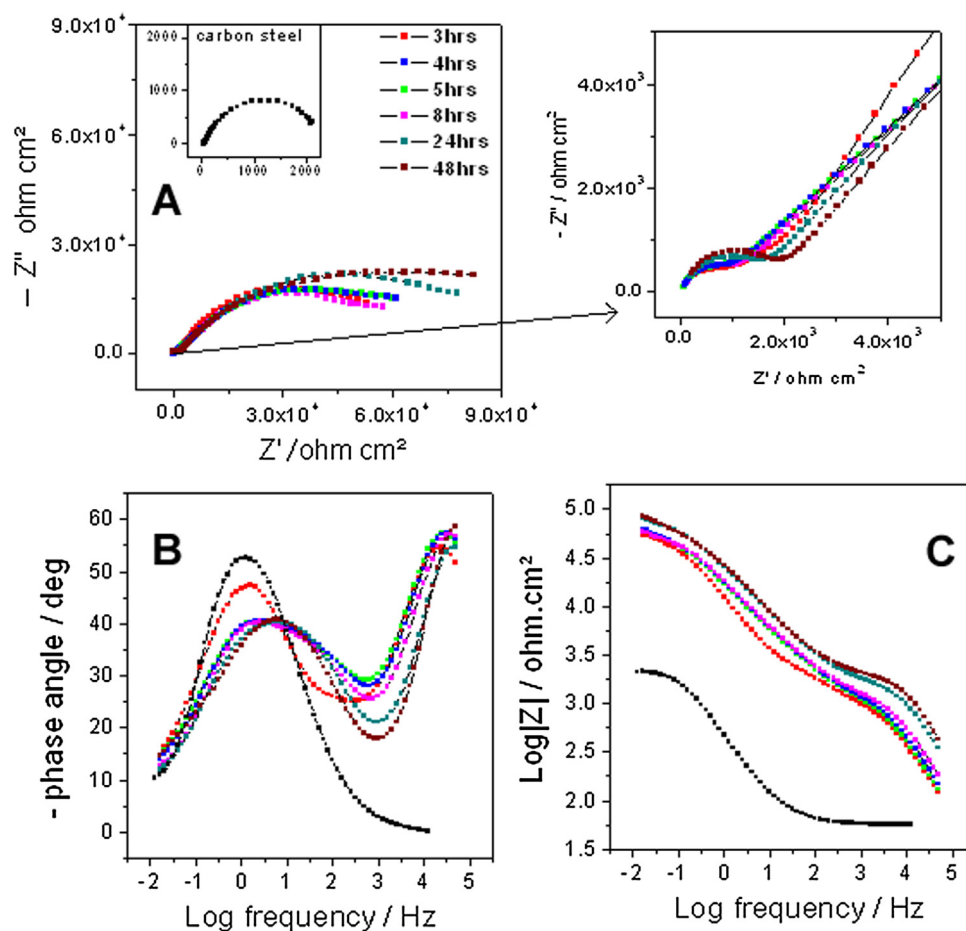 9.0x10⁴
6.0x10⁴
3.0x10⁴
0.0
— Z'' ohm cm²
2000
1000
0
carbon steel
0 1000 2000
3hrs
4hrs
5hrs
8hrs
24hrs
48hrs
A
0.0 3.0x10⁴ 6.0x10⁴ 9.0x10⁴
Z' /ohm cm²
4.0x10³
2.0x10³
0.0
- Z''/ ohm cm²
0.0 2.0x10³ 4.0x10³
Z'/ ohm cm²
60
50
40
30
20
10
0
- phase angle / deg
B
-2 -1 0 1 2 3 4 5
Log frequency / Hz
5.0
4.5
4.0
3.5
3.0
2.5
2.0
1.5
Log|Z| / ohm.cm²
C
-2 -1 0 1 2 3 4 5
Log frequency / Hz